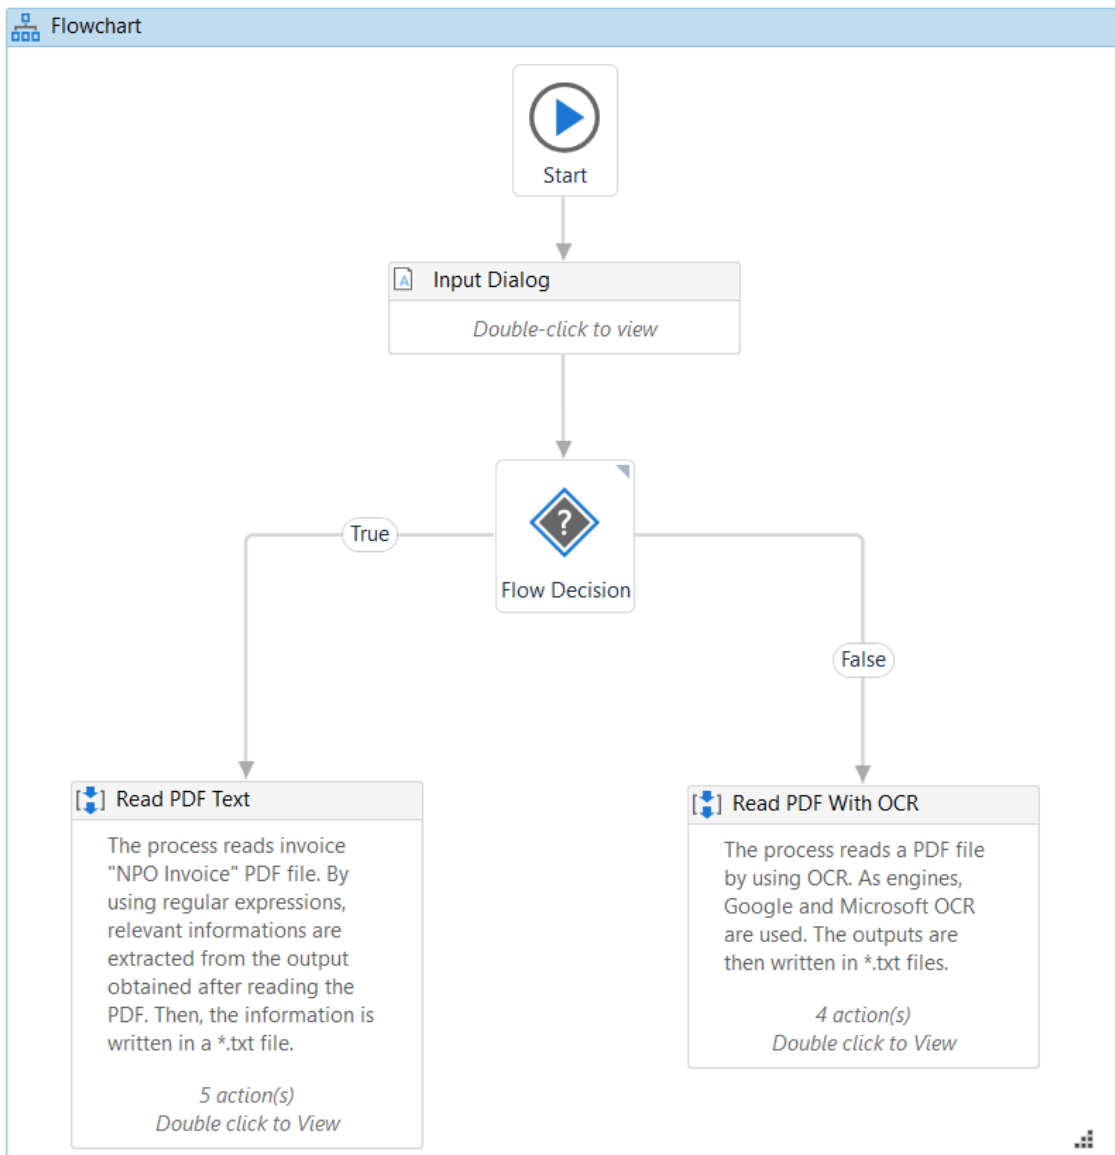 Flowchart
Start
Input Dialog
Double-click to view
?
Flow Decision
True
False
Read PDF Text
The process reads invoice
"NPO Invoice" PDF file. By
using regular expressions,
relevant informations are
extracted from the output
obtained after reading the
PDF. Then, the information is
written in a *.txt file.
5 action(s)
Double click to View
Read PDF With OCR
The process reads a PDF file
by using OCR. As engines,
Google and Microsoft OCR
are used. The outputs are
then written in *.txt files.
4 action(s)
Double click to View